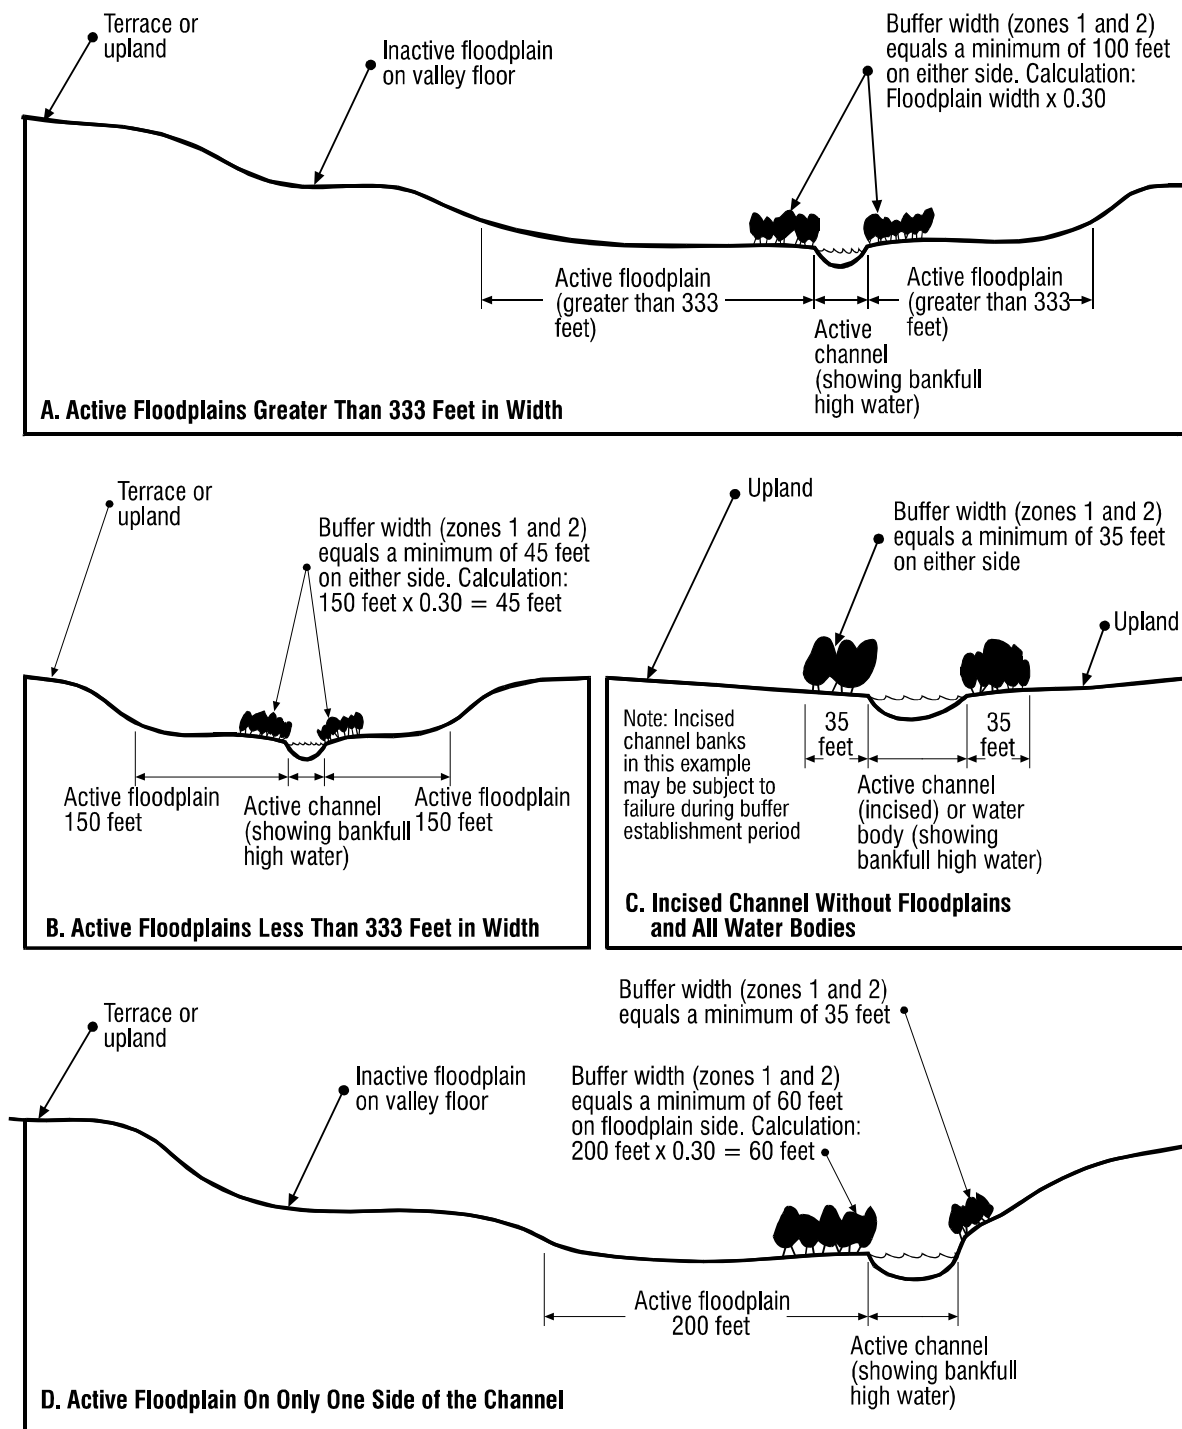 Terrace or
upland
Inactive floodplain
on valley floor
Buffer width (zones 1 and 2)
equals a minimum of 100 feet
on either side. Calculation:
Floodplain width x 0.30
Active floodplain
(greater than 333
feet)
Active
channel
(showing bankfull
high water)
Active floodplain
(greater than 333
feet)
A. Active Floodplains Greater Than 333 Feet in Width
Terrace or
upland
Buffer width (zones 1 and 2)
equals a minimum of 45 feet
on either side. Calculation:
150 feet x 0.30 = 45 feet
Active floodplain
150 feet
Active channel
(showing bankfull
high water)
Active floodplain
150 feet
B. Active Floodplains Less Than 333 Feet in Width
Upland
Buffer width (zones 1 and 2)
equals a minimum of 35 feet
on either side
Upland
Note: Incised
channel banks
in this example
may be subject to
failure during buffer
establishment period
35
feet
35
feet
Active channel
(incised) or water
body (showing
bankfull high water)
C. Incised Channel Without Floodplains
and All Water Bodies
Terrace or
upland
Inactive floodplain
on valley floor
Buffer width (zones 1 and 2)
equals a minimum of 35 feet
Buffer width (zones 1 and 2)
equals a minimum of 60 feet
on floodplain side. Calculation:
200 feet x 0.30 = 60 feet
Active floodplain
200 feet
Active channel
(showing bankfull
high water)
D. Active Floodplain On Only One Side of the Channel